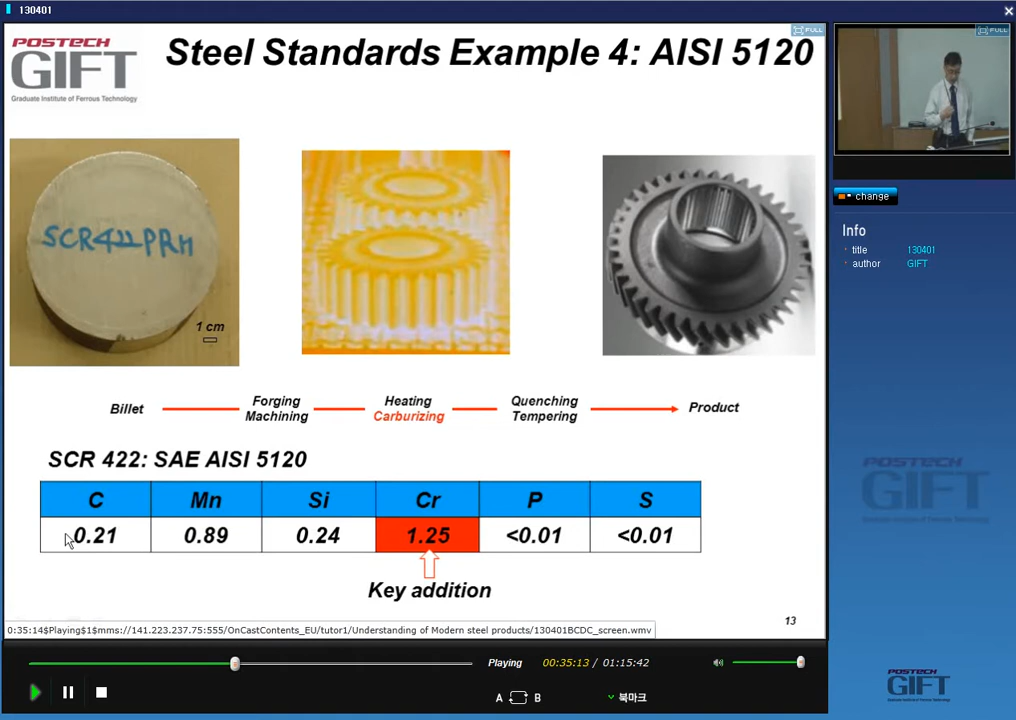 130401
POSTECH
GIFT
Graduate Institute of Ferrous Technology
Steel Standards Example 4: AISI 5120
FULL
FULL
change
Info
title 130401
author GIFT
SCR422PRH
1 cm
Billet
Forging
Machining
Heating
Carburizing
Quenching
Tempering
Product
SCR 422: SAE AISI 5120
C Mn Si Cr P S
0.21 0.89 0.24 1.25 <0.01 <0.01
Key addition
13
0:35:14$Playing$1$mms://141.223.237.75:555/OnCastContents_EU/tutor1/Understanding of Modern steel products/130401BCDC_screen.wmv
Playing 00:35:13 / 01:15:42
A B 북마크
POSTECH
GIFT
POSTECH
GIFT